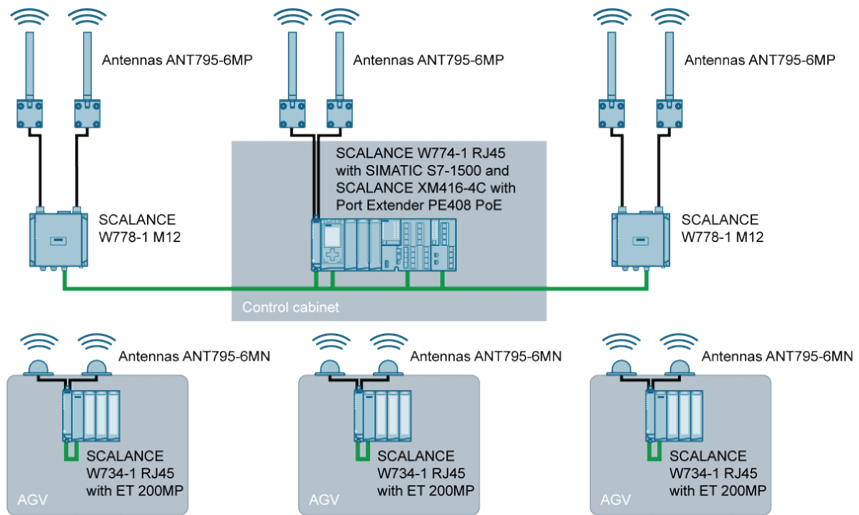 Antennas ANT795-6MP
Antennas ANT795-6MP
Antennas ANT795-6MP
SCALANCE W774-1 RJ45
with SIMATIC S7-1500 and
SCALANCE XM416-4C with
Port Extender PE408 PoE
SCALANCE
W778-1 M12
SCALANCE
W778-1 M12
Control cabinet
Antennas ANT795-6MN
Antennas ANT795-6MN
Antennas ANT795-6MN
SCALANCE
W734-1 RJ45
with ET 200MP
AGV
SCALANCE
W734-1 RJ45
with ET 200MP
AGV
SCALANCE
W734-1 RJ45
with ET 200MP
AGV